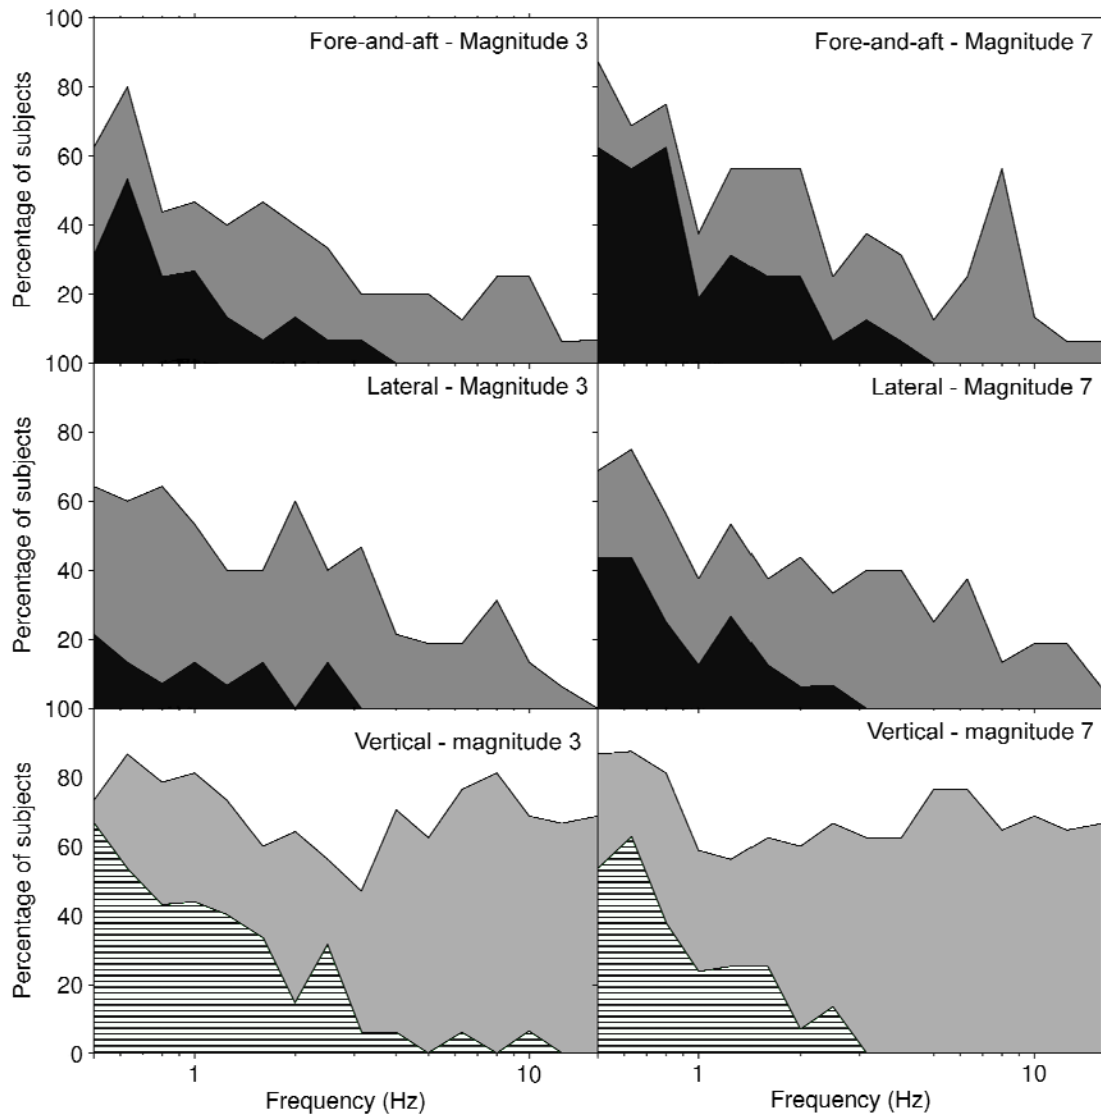 100
Fore-and-aft - Magnitude 3
Fore-and-aft - Magnitude 7
80
60
40
20
Percentage of subjects
100
Lateral - Magnitude 3
Lateral - Magnitude 7
80
60
40
20
Percentage of subjects
100
Vertical - magnitude 3
Vertical - magnitude 7
80
60
40
20
0
Percentage of subjects
1
10
1
10
Frequency (Hz)
Frequency (Hz)